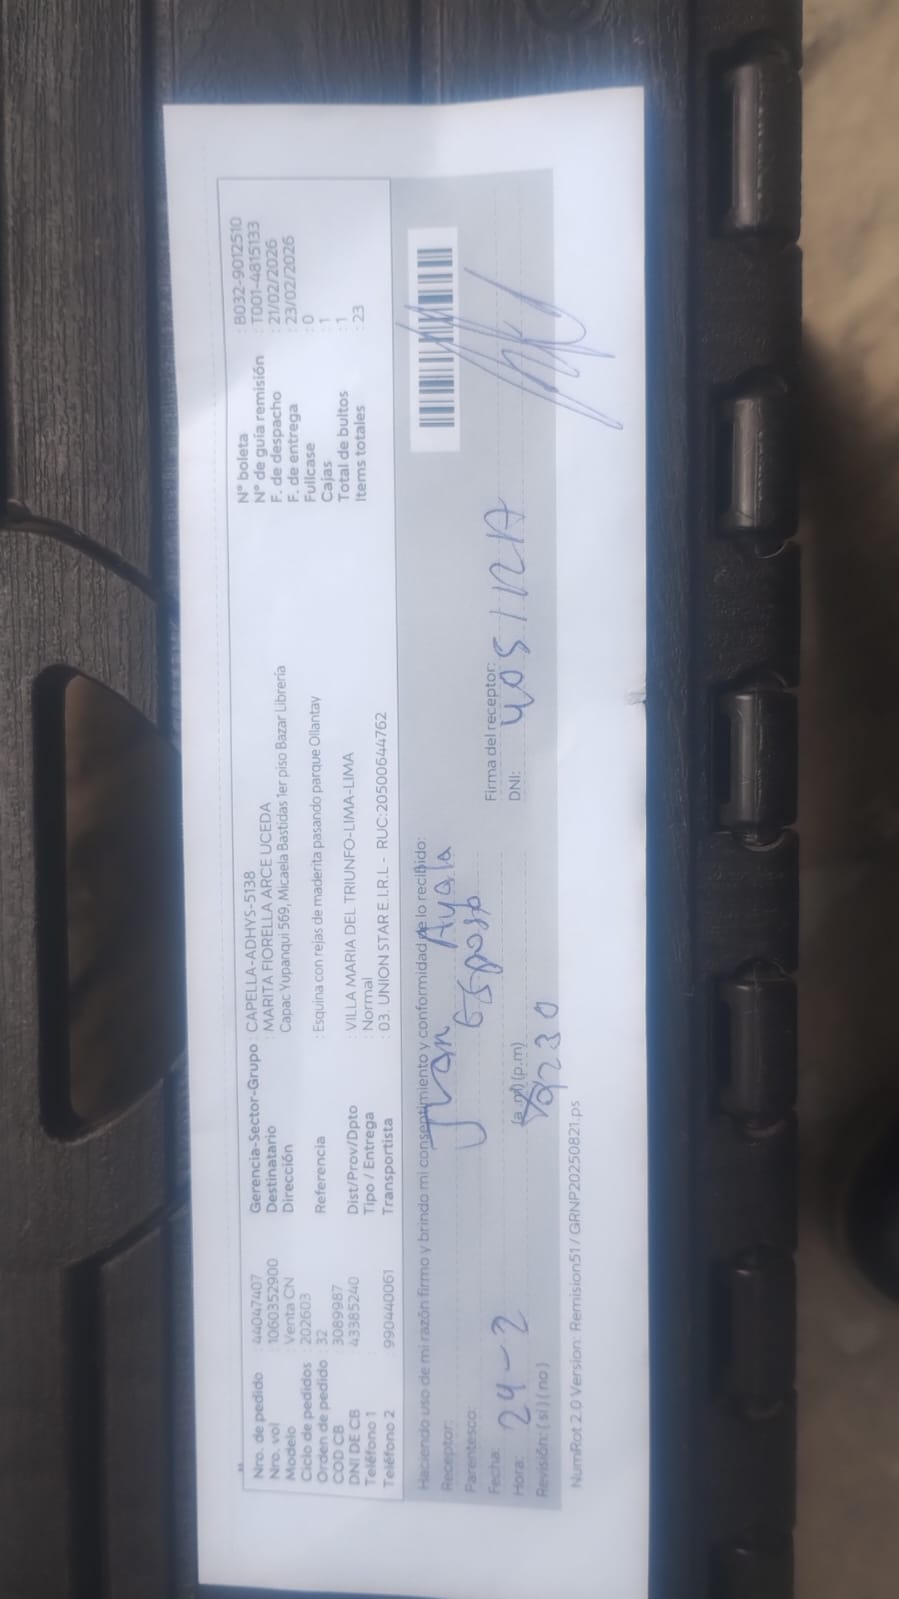 Nro. de pedido : 44047407
Nro. vol : 1060352900
Modelo : Venta CN
Ciclo de pedidos : 202603
Orden de pedido : 32
COD CB : 3089987
DNI DE CB : 43385240
Teléfono 1 :
Teléfono 2 : 990440061
Gerencia-Sector-Grupo : CAPELLA-ADHYS-5138
Destinatario : MARITA FIORELLA ARCE UCEDA
Dirección : Capac Yupanqui 569, Micaela Bastidas 1er piso Bazar Librería
Referencia : Esquina con rejas de maderita pasando parque Ollantay
Dist/Prov/Dpto : VILLA MARIA DEL TRIUNFO-LIMA-LIMA
Tipo / Entrega : Normal
Transportista : 03. UNION STAR E.I.R.L - RUC:20500644762
N° boleta : B032-9012510
N° de guía remisión : T001-4815133
F. de despacho : 21/02/2026
F. de entrega : 23/02/2026
Fullcase : 0
Cajas : 1
Total de bultos : 1
Items totales : 23
Haciendo uso de mi razón firmo y brindo mi consentimiento y conformidad de lo recibido:
Receptor: Juan Ayala
Parentesco: Esposo
Fecha: 24-2
Firma del receptor:
Hora: (a.m) (p.m)
DNI:
Revisión: ( si ) ( no )
NumRot 2.0 Version: Remision51 / GRNP20250821.ps